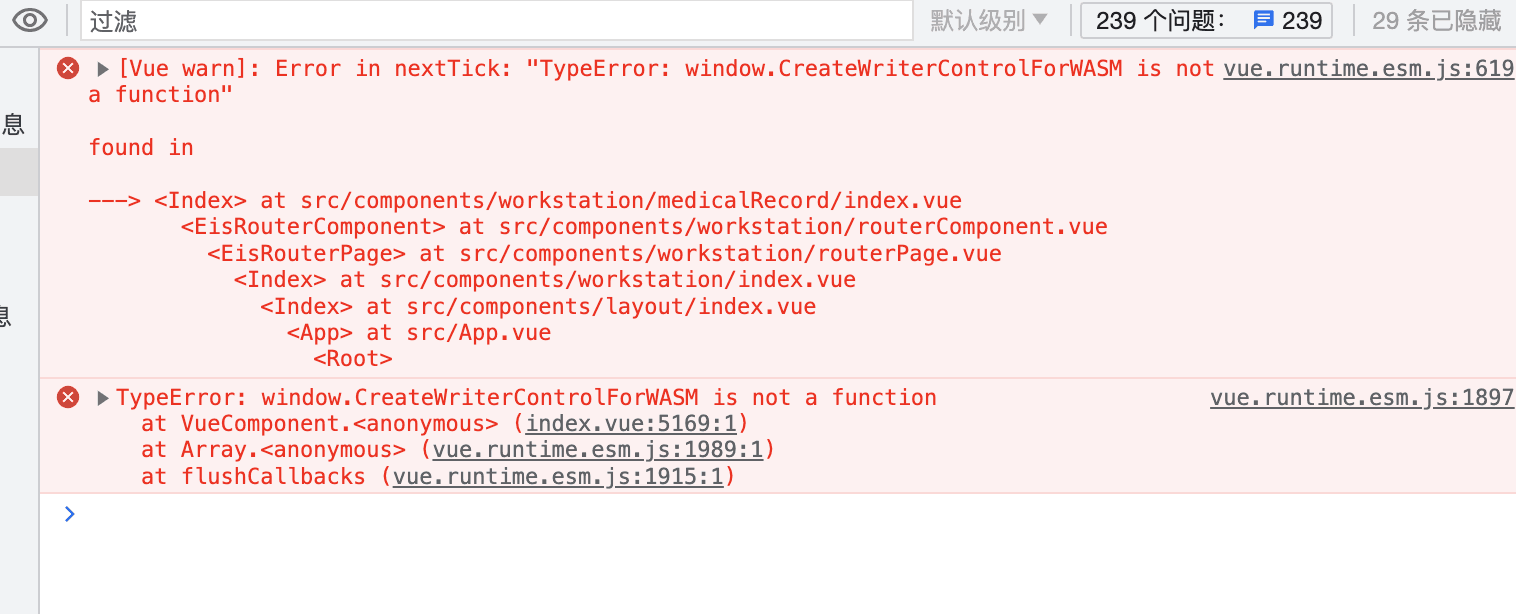 过滤
默认级别
239 个问题： 239
29 条已隐藏
息
息
[Vue warn]: Error in nextTick: "TypeError: window.CreateWriterControlForWASM is not vue.runtime.esm.js:619
a function"
found in
---> <Index> at src/components/workstation/medicalRecord/index.vue
<EisRouterComponent> at src/components/workstation/routerComponent.vue
<EisRouterPage> at src/components/workstation/routerPage.vue
<Index> at src/components/workstation/index.vue
<Index> at src/components/layout/index.vue
<App> at src/App.vue
<Root>
TypeError: window.CreateWriterControlForWASM is not a function vue.runtime.esm.js:1897
at VueComponent.<anonymous> (index.vue:5169:1)
at Array.<anonymous> (vue.runtime.esm.js:1989:1)
at flushCallbacks (vue.runtime.esm.js:1915:1)